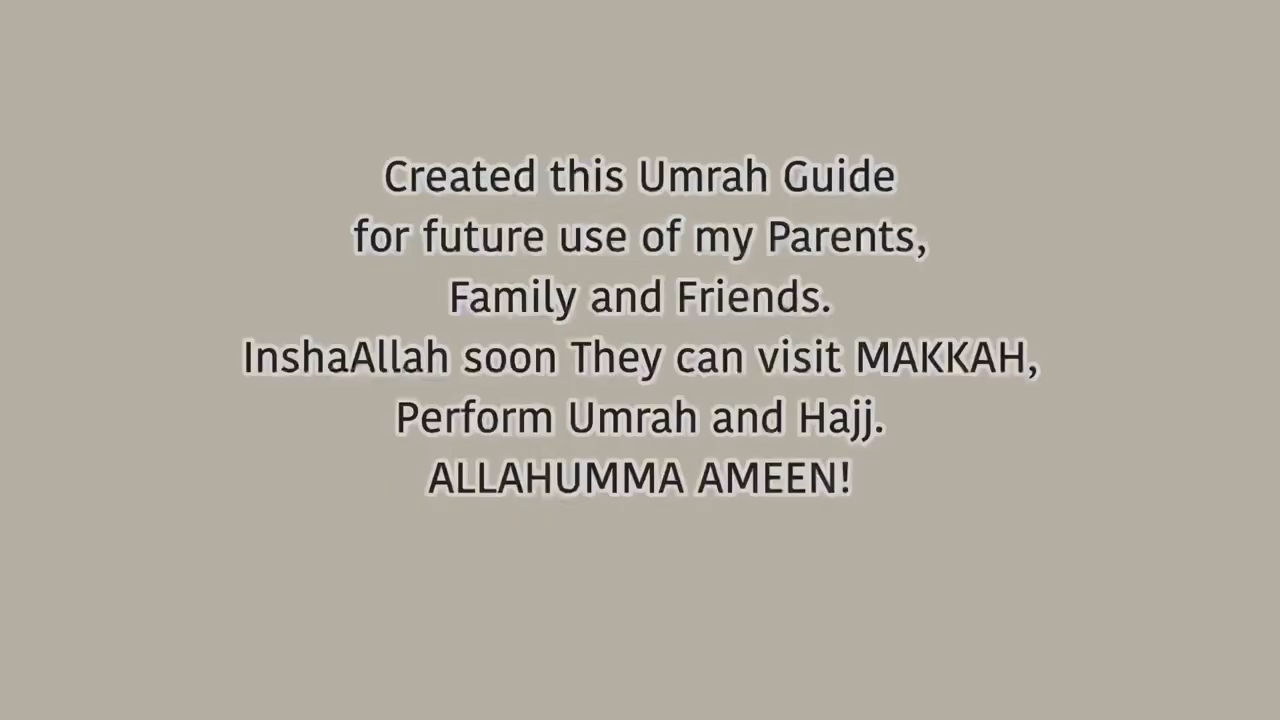 Created this Umrah Guide
for future use of my Parents,
Family and Friends.
InshaAllah soon They can visit MAKKAH,
Perform Umrah and Hajj.
ALLAHUMMA AMEEN!